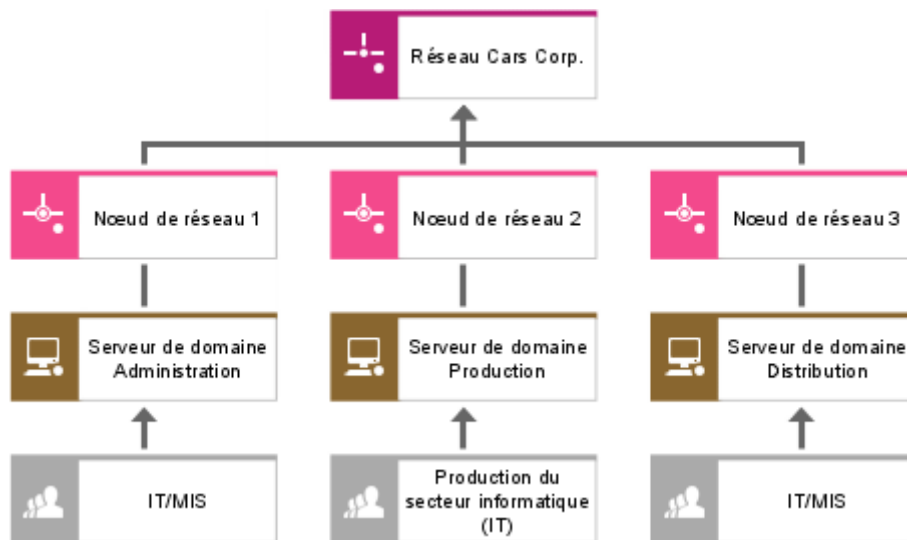 Réseau Cars Corp.
Nœud de réseau 1
Nœud de réseau 2
Nœud de réseau 3
Serveur de domaine
Administration
Serveur de domaine
Production
Serveur de domaine
Distribution
IT/MIS
Production du
secteur informatique
(IT)
IT/MIS